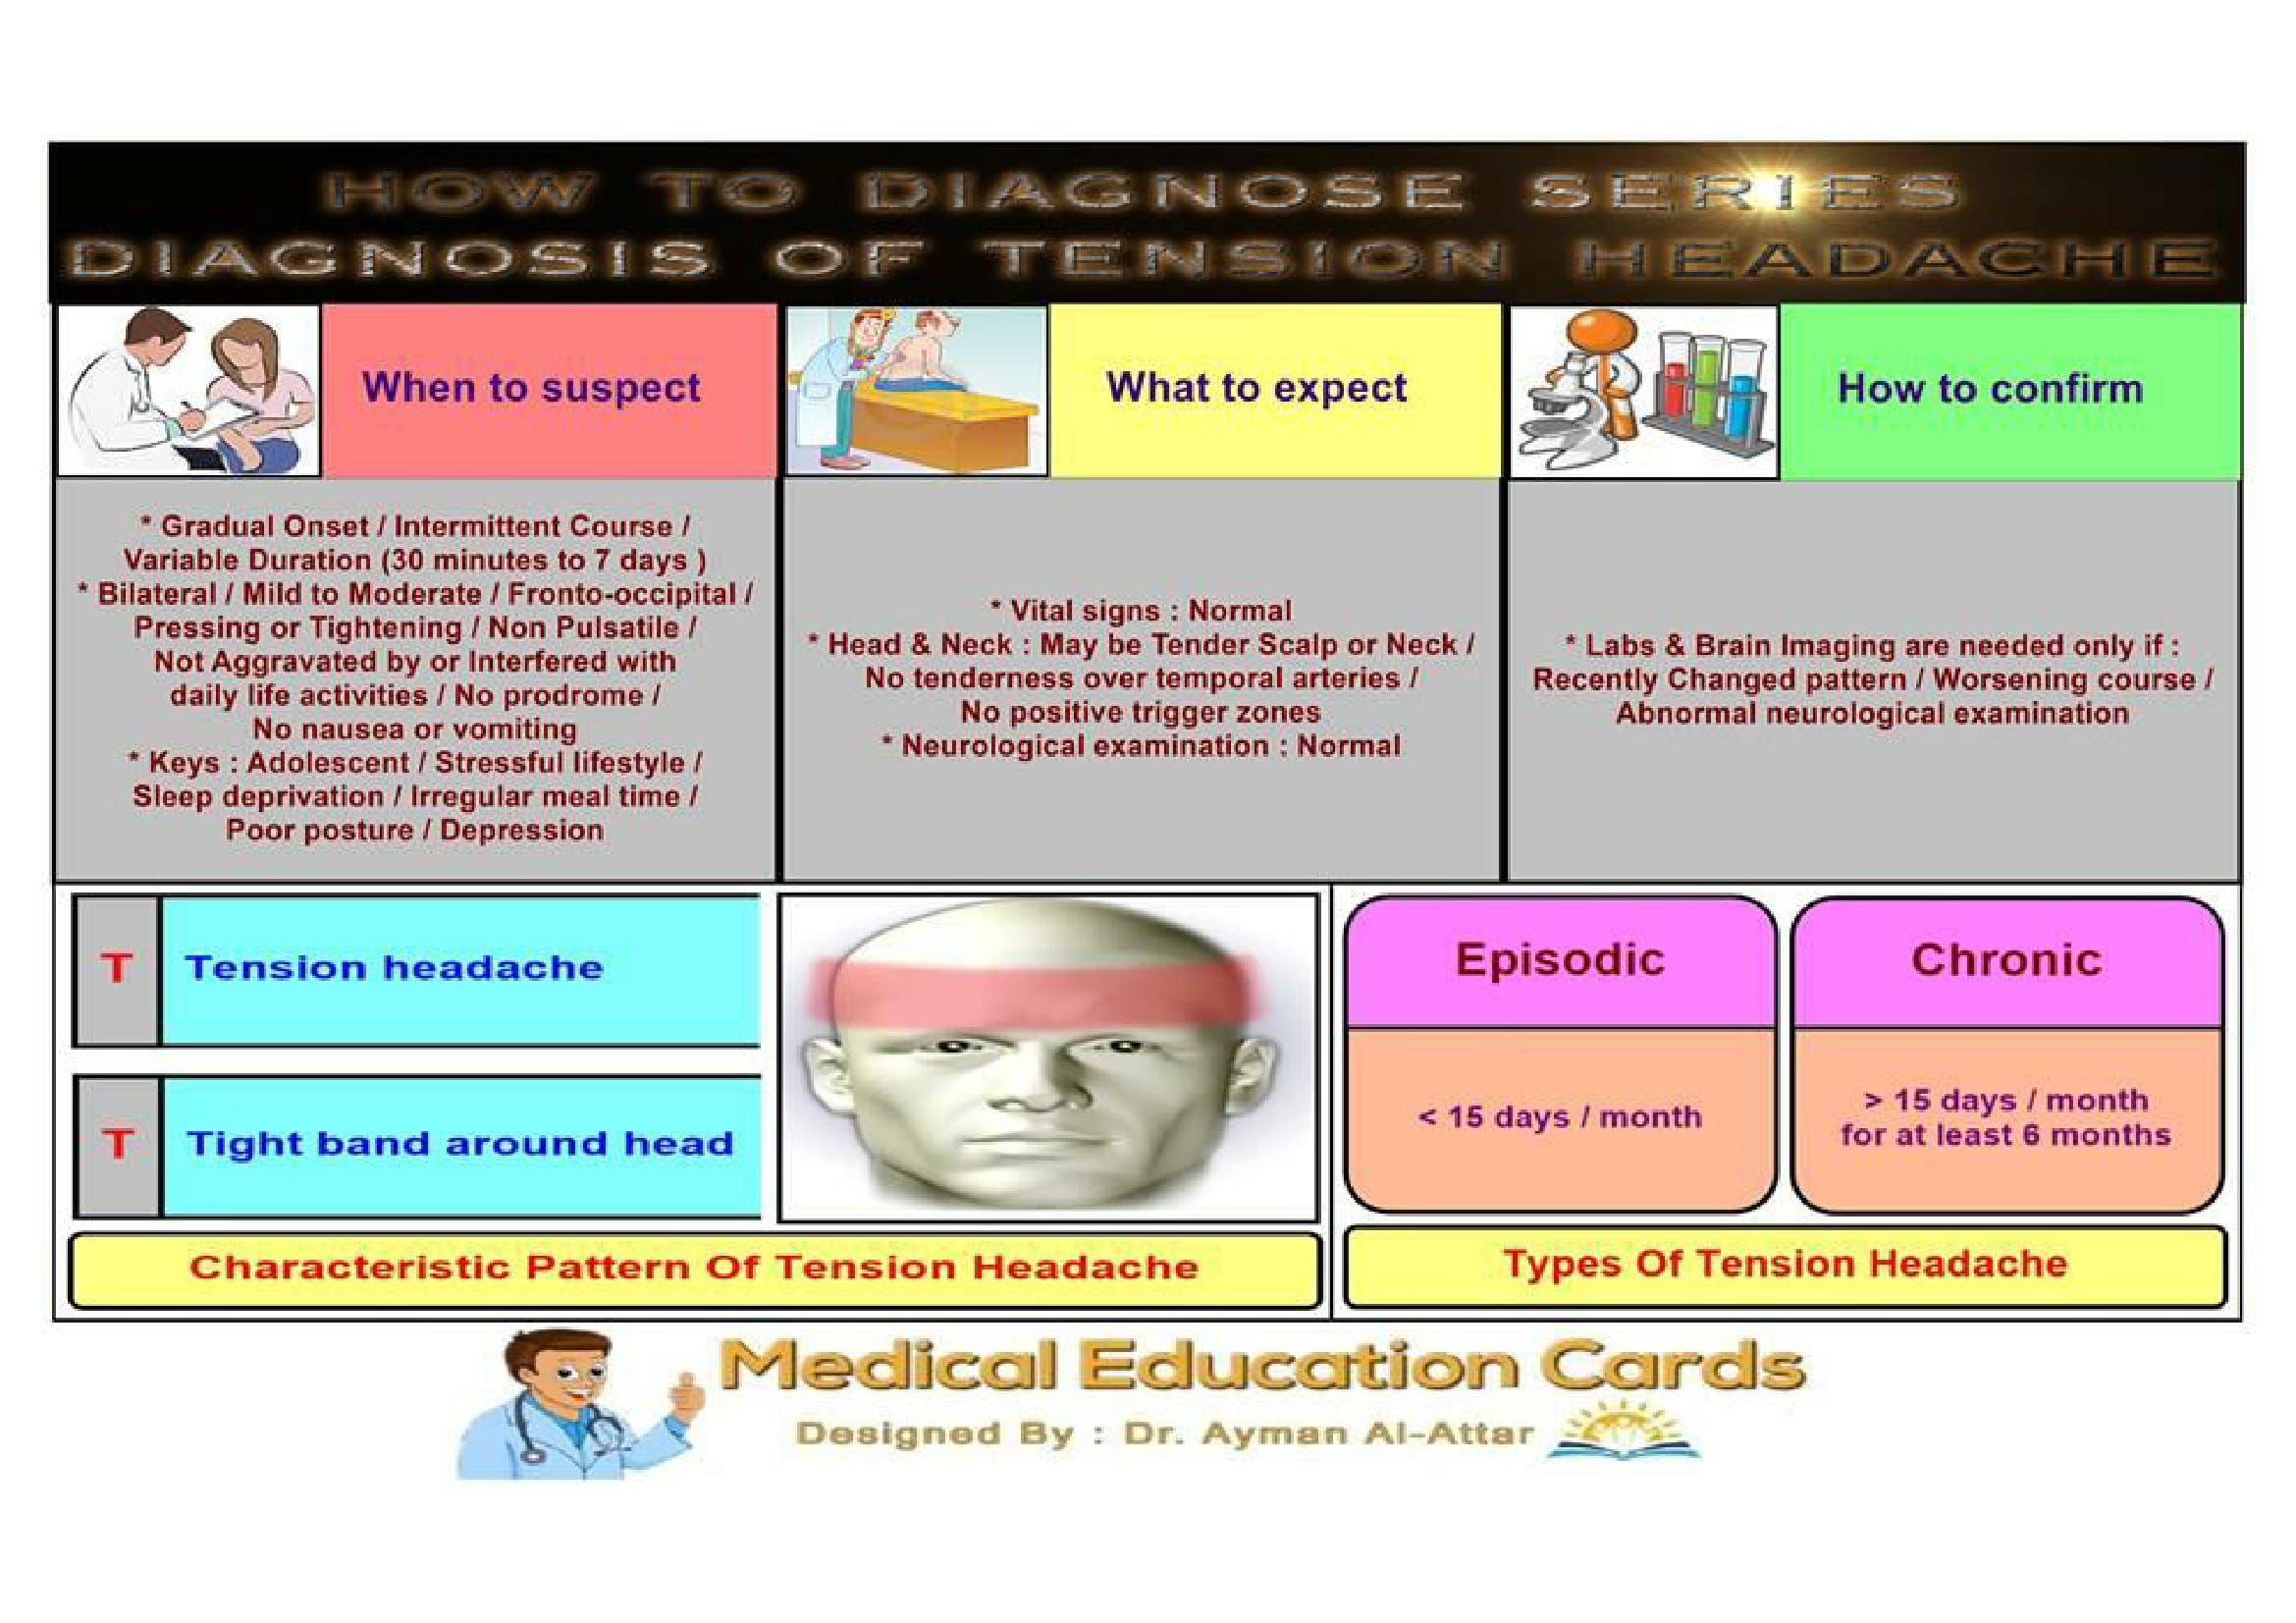 HOW TO DIAGNOSE SERIES
DIAGNOSIS OF TENSION HEADACHE
When to suspect
* Gradual Onset / Intermittent Course /
Variable Duration (30 minutes to 7 days )
* Bilateral / Mild to Moderate / Fronto-occipital /
Pressing or Tightening / Non Pulsatile /
Not Aggravated by or Interfered with
daily life activities / No prodrome /
No nausea or vomiting
* Keys : Adolescent / Stressful lifestyle /
Sleep deprivation / Irregular meal time /
Poor posture / Depression
What to expect
* Vital signs : Normal
* Head & Neck : May be Tender Scalp or Neck /
No tenderness over temporal arteries /
No positive trigger zones
* Neurological examination : Normal
How to confirm
* Labs & Brain Imaging are needed only if :
Recently Changed pattern / Worsening course /
Abnormal neurological examination
T Tension headache
T Tight band around head
Characteristic Pattern Of Tension Headache
Episodic
< 15 days / month
Chronic
> 15 days / month
for at least 6 months
Types Of Tension Headache
Medical Education Cards
Designed By : Dr. Ayman Al-Attar